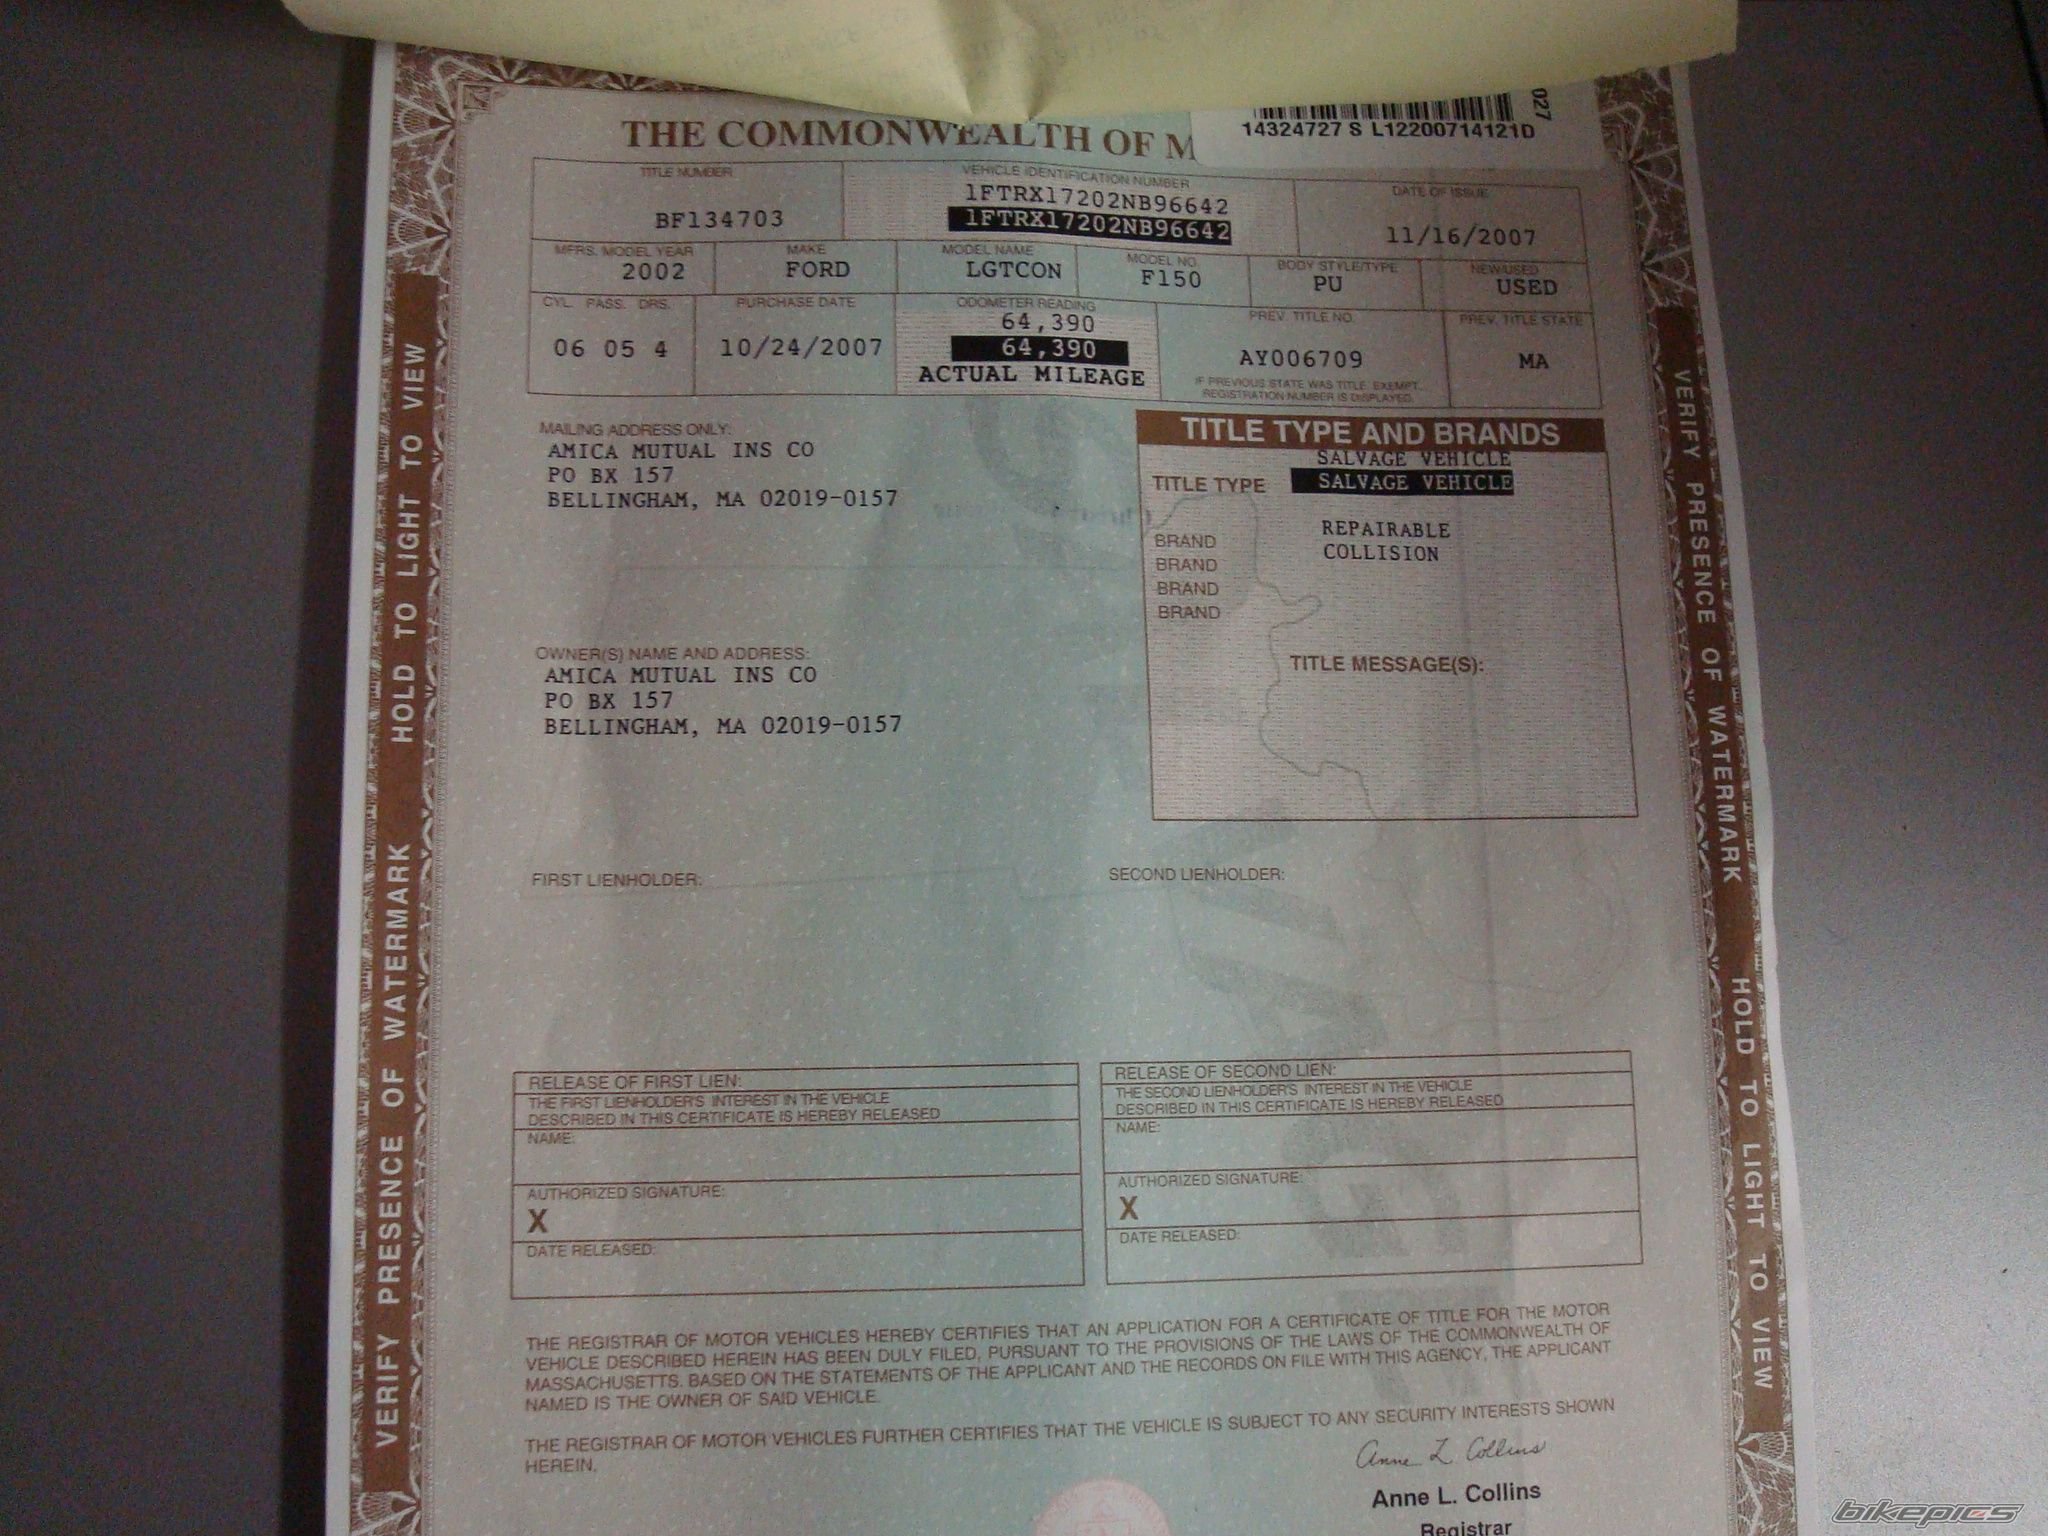 THE COMMONWEALTH OF M
14324727 S L12200714121D
027
TITLE NUMBER
BF134703
VEHICLE IDENTIFICATION NUMBER
1FTRX17202NB96642
1FTRX17202NB96642
DATE OF ISSUE
11/16/2007
MFRS. MODEL YEAR
2002
MAKE
FORD
MODEL NAME
LGTCON
MODEL NO.
F150
BODY STYLE/TYPE
PU
NEW/USED
USED
CYL. PASS. DRS.
06 05 4
PURCHASE DATE
10/24/2007
ODOMETER READING
64,390
64,390
ACTUAL MILEAGE
PREV. TITLE NO.
AY006709
IF PREVIOUS STATE WAS TITLE EXEMPT,
REGISTRATION NUMBER IS DISPLAYED.
PREV. TITLE STATE
MA
MAILING ADDRESS ONLY:
AMICA MUTUAL INS CO
PO BX 157
BELLINGHAM, MA 02019-0157
TITLE TYPE AND BRANDS
SALVAGE VEHICLE
TITLE TYPE SALVAGE VEHICLE
REPAIRABLE
COLLISION
BRAND
BRAND
BRAND
BRAND
TITLE MESSAGE(S):
OWNER(S) NAME AND ADDRESS:
AMICA MUTUAL INS CO
PO BX 157
BELLINGHAM, MA 02019-0157
FIRST LIENHOLDER:
SECOND LIENHOLDER:
RELEASE OF FIRST LIEN:
THE FIRST LIENHOLDER'S INTEREST IN THE VEHICLE
DESCRIBED IN THIS CERTIFICATE IS HEREBY RELEASED
NAME:
AUTHORIZED SIGNATURE:
X
DATE RELEASED:
RELEASE OF SECOND LIEN:
THE SECOND LIENHOLDER'S INTEREST IN THE VEHICLE
DESCRIBED IN THIS CERTIFICATE IS HEREBY RELEASED
NAME:
AUTHORIZED SIGNATURE:
X
DATE RELEASED:
THE REGISTRAR OF MOTOR VEHICLES HEREBY CERTIFIES THAT AN APPLICATION FOR A CERTIFICATE OF TITLE FOR THE MOTOR
VEHICLE DESCRIBED HEREIN HAS BEEN DULY FILED, PURSUANT TO THE PROVISIONS OF THE LAWS OF THE COMMONWEALTH OF
MASSACHUSETTS. BASED ON THE STATEMENTS OF THE APPLICANT AND THE RECORDS ON FILE WITH THIS AGENCY, THE APPLICANT
NAMED IS THE OWNER OF SAID VEHICLE.
THE REGISTRAR OF MOTOR VEHICLES FURTHER CERTIFIES THAT THE VEHICLE IS SUBJECT TO ANY SECURITY INTERESTS SHOWN
HEREIN.
Anne L Collins
Anne L. Collins
Registrar
VERIFY PRESENCE OF WATERMARK HOLD TO LIGHT TO VIEW
VERIFY PRESENCE OF WATERMARK HOLD TO LIGHT TO VIEW
bikepics